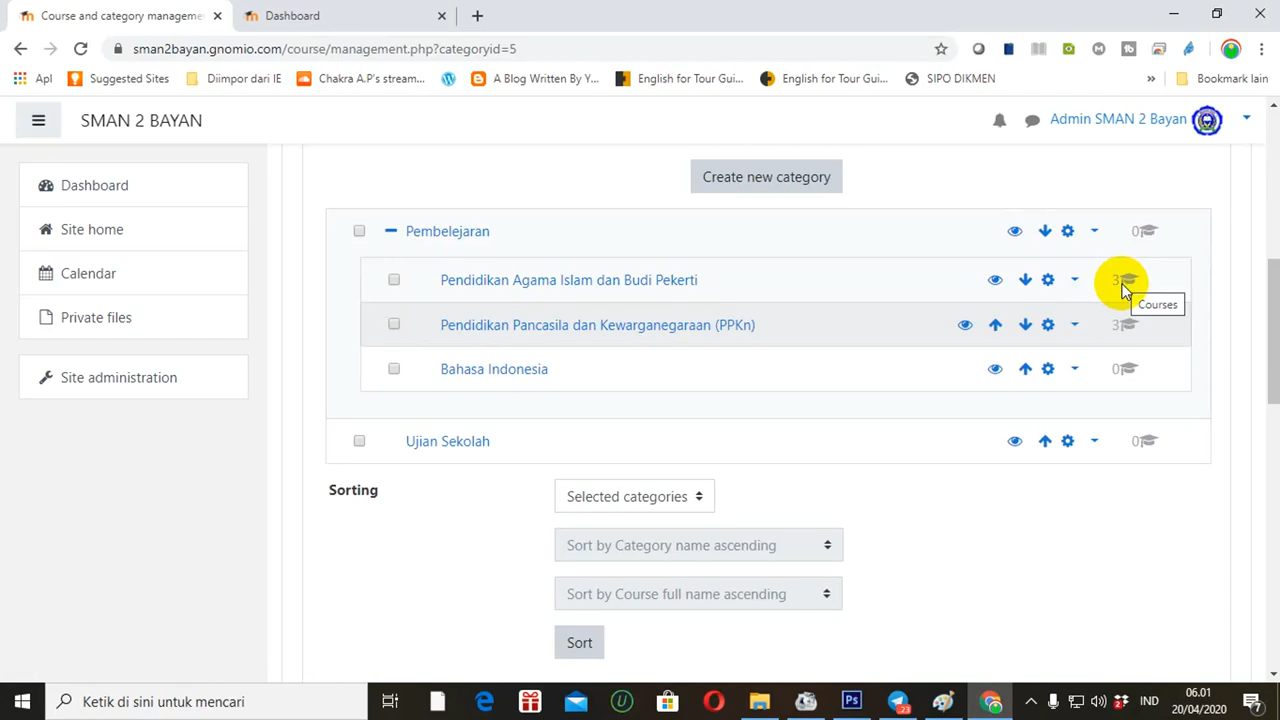 Course and category manageme
Dashboard
sman2bayan.gnomio.com/course/management.php?categoryid=5
Apl
Suggested Sites
Diimpor dari IE
Chakra A.P's stream...
A Blog Written By Y...
English for Tour Gui...
English for Tour Gui...
SIPO DIKMEN
»
Bookmark lain
SMAN 2 BAYAN
Admin SMAN 2 Bayan
Dashboard
Site home
Calendar
Private files
Site administration
Create new category
Pembelejaran
0
Pendidikan Agama Islam dan Budi Pekerti
3
Courses
Pendidikan Pancasila dan Kewarganegaraan (PPKn)
3
Bahasa Indonesia
0
Ujian Sekolah
0
Sorting
Selected categories
Sort by Category name ascending
Sort by Course full name ascending
Sort
Ketik di sini untuk mencari
23
IND
06.01
20/04/2020
7